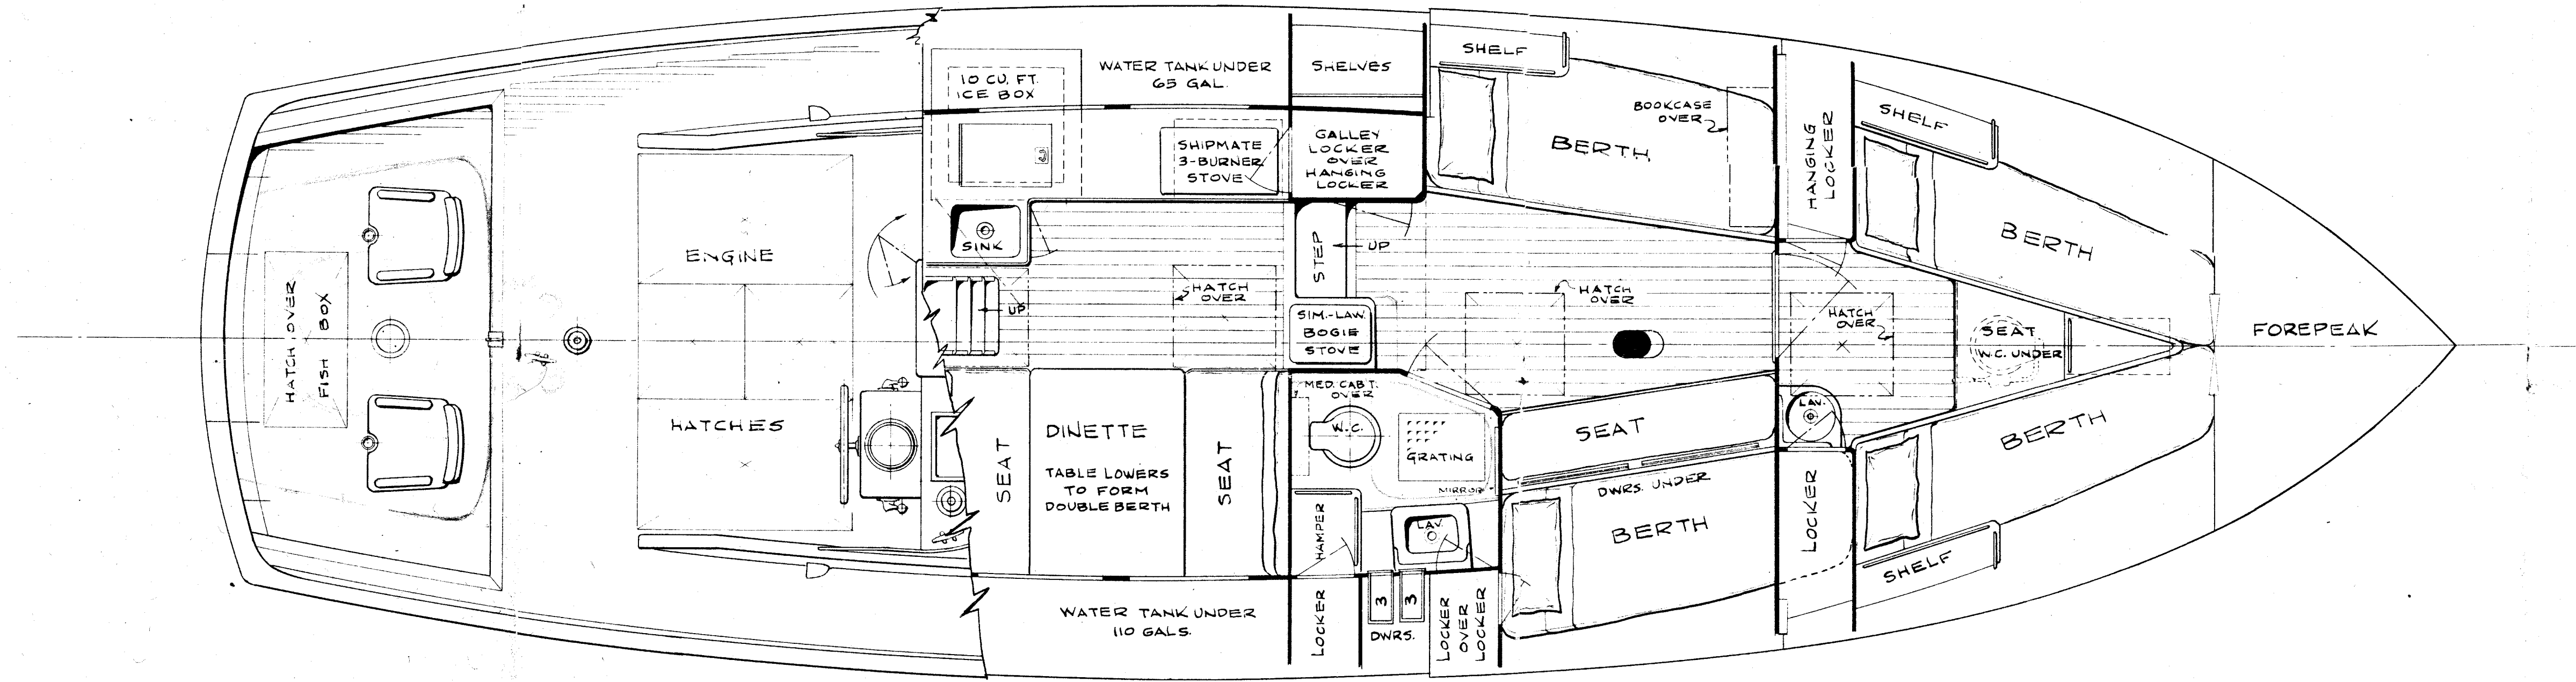 HATCH OVER
FISH BOX
ENGINE
HATCHES
10 CU. FT.
ICE BOX
WATER TANK UNDER
65 GAL.
SHELVES
SHIPMATE
3-BURNER
STOVE
GALLEY
LOCKER
OVER
HANGING
LOCKER
SINK
UP
HATCH
OVER
STEP
UP
SIM.-LAW.
BOGIE
STOVE
SEAT
DINETTE
TABLE LOWERS
TO FORM
DOUBLE BERTH
SEAT
WATER TANK UNDER
110 GALS.
MED. CAB'T.
OVER
W.C.
GRATING
MIRROR
HAMPER
LAV.
LOCKER
3
3
DWRS.
LOCKER
OVER
LOCKER
SHELF
BERTH
BOOKCASE
OVER
HATCH
OVER
SEAT
DWRS. UNDER
BERTH
HANGING
LOCKER
HATCH
OVER
LAV.
LOCKER
SHELF
BERTH
SEAT
W.C. UNDER
BERTH
SHELF
FOREPEAK